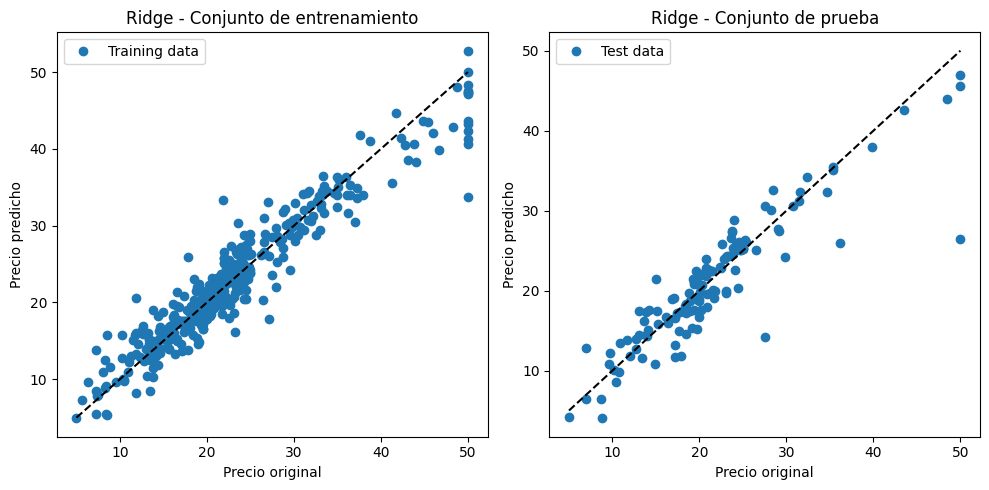 Ridge - Conjunto de entrenamiento
Training data
50
40
30
20
10
10 20 30 40 50
Precio predicho
Precio original
Ridge - Conjunto de prueba
Test data
50
40
30
20
10
10 20 30 40 50
Precio predicho
Precio original